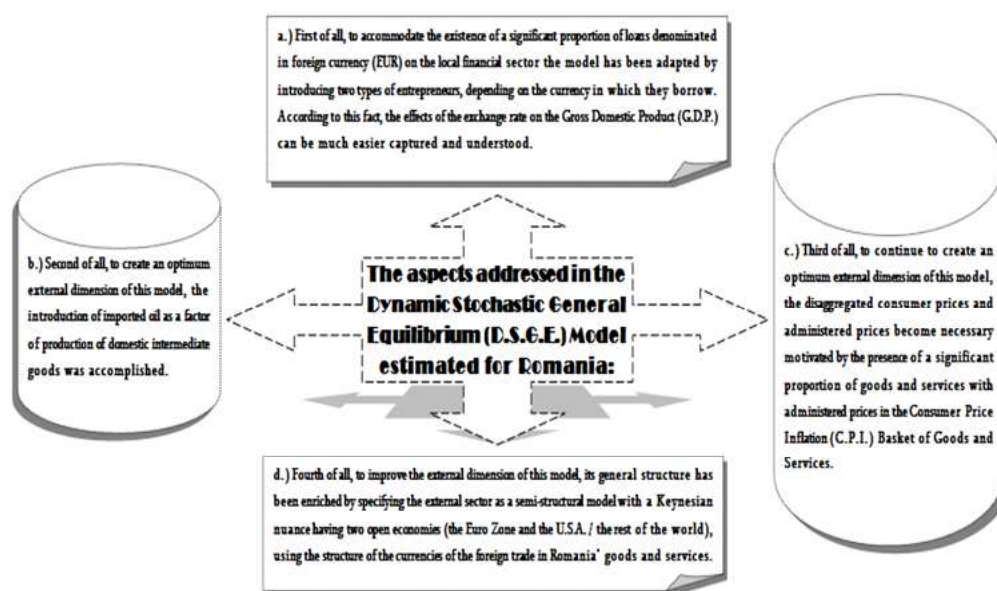 a.) First of all, to accommodate the existence of a significant proportion of loans denominated
in foreign currency (EUR) on the local financial sector the model has been adapted by
introducing two types of entrepreneurs, depending on the currency in which they borrow.
According to this fact, the effects of the exchange rate on the Gross Domestic Product (G.D.P.)
can be much easier captured and understood.
b.) Second of all, to create an optimum
external dimension of this model, the
introduction of imported oil as a factor
of production of domestic intermediate
goods was accomplished.
The aspects addressed in the
Dynamic Stochastic General
Equilibrium (D.S.G.E.) Model
estimated for Romania:
c.) Third of all, to continue to create an
optimum external dimension of this model,
the disaggregated consumer prices and
administered prices become necessary
motivated by the presence of a significant
proportion of goods and services with
administered prices in the Consumer Price
Inflation (C.P.I.) Basket of Goods and
Services.
d.) Fourth of all, to improve the external dimension of this model, its general structure has
been enriched by specifying the external sector as a semi-structural model with a Keynesian
nuance having two open economies (the Euro Zone and the U.S.A. / the rest of the world),
using the structure of the currencies of the foreign trade in Romania' goods and services.